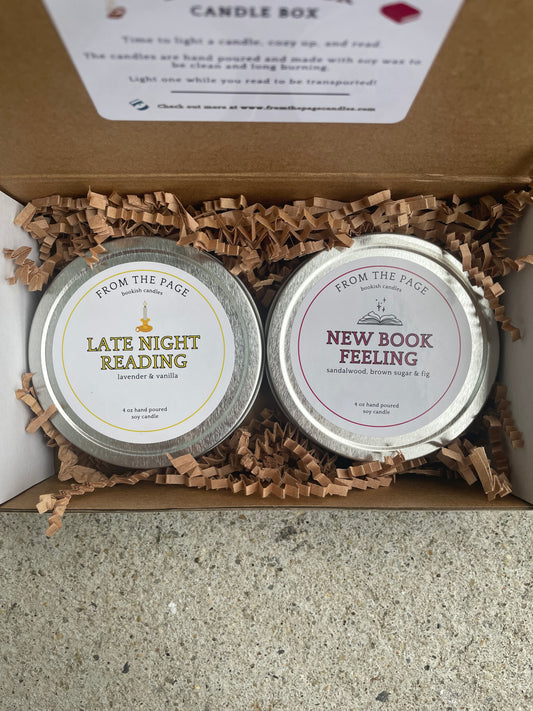 CANDLE BOX
Time to light a candle, cozy up, and read.
The candles are hand poured and made with soy wax to
be clean and long burning.
Light one while you read to be transported!
Check out more at www.fromthepagecandles.com
FROM THE PAGE
bookish candles
LATE NIGHT
READING
lavender & vanilla
4 oz hand poured
soy candle
FROM THE PAGE
bookish candles
NEW BOOK
FEELING
sandalwood, brown sugar & fig
4 oz hand poured
soy candle